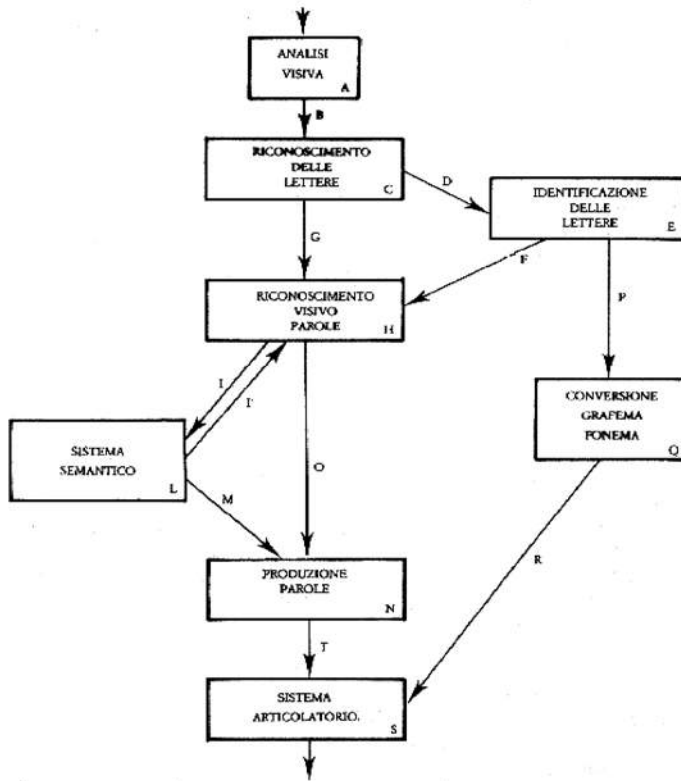 ANALISI
VISIVA
A
B
RICONOSCIMENTO
DELLE
LETTERE
C
D
IDENTIFICAZIONE
DELLE
LETTERE
E
G
F
P
RICONOSCIMENTO
VISIVO
PAROLE
H
I
I'
CONVERSIONE
GRAFEMA
FONEMA
Q
SISTEMA
SEMANTICO
L
O
M
R
PRODUZIONE
PAROLE
N
T
SISTEMA
ARTICOLATORIO.
S